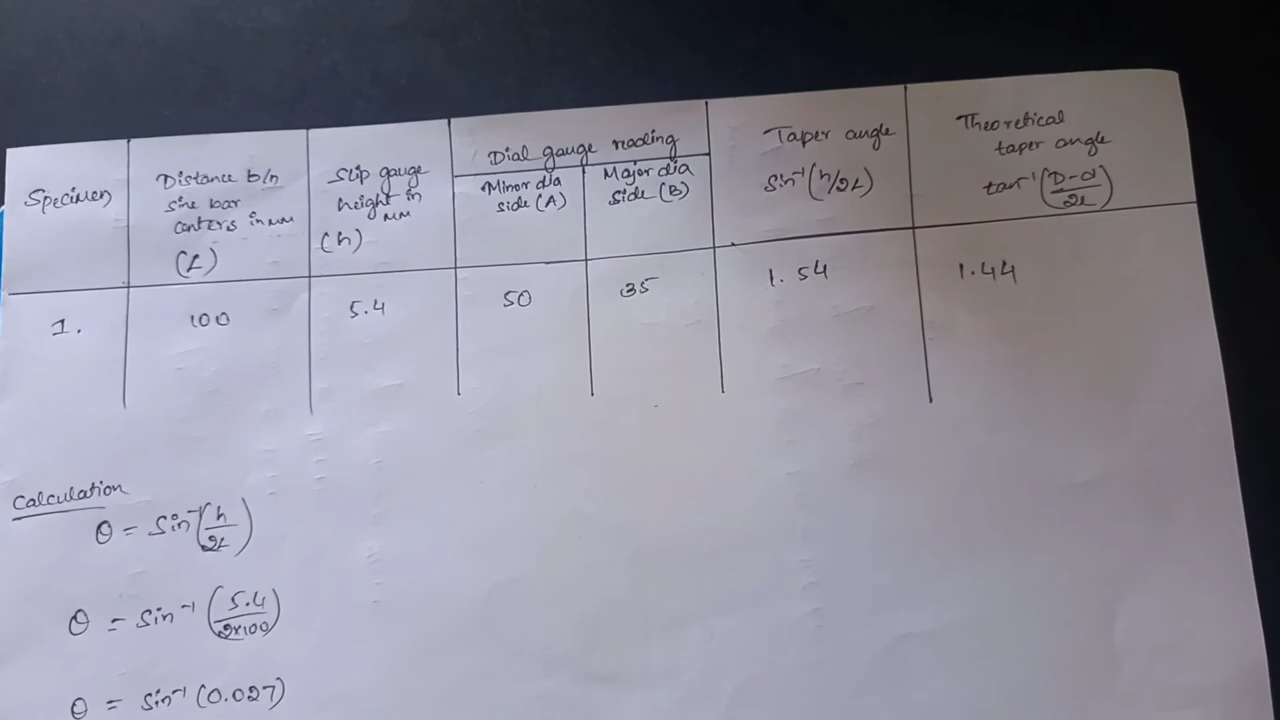 Specimen
Distance b/n
sine bar
centers in MM
(L)
Slip gauge
height in
MM
(h)
Dial gauge reading
Minor dia
side (A)
Major dia
side (B)
Taper angle
Sin⁻¹(h/2L)
Theoretical
taper angle
tan⁻¹(D-d/2l)
1.
100
5.4
50
35
1.54
1.44
Calculation
θ = Sin⁻¹(h/2L)
θ = Sin⁻¹(5.4/2×100)
θ = Sin⁻¹(0.027)